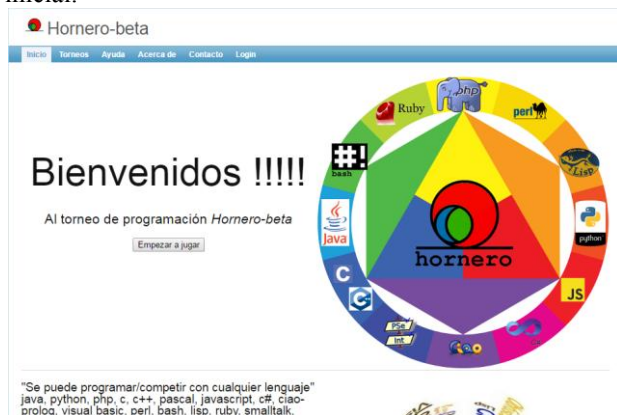 inicial.
Hornero-beta
Inicio Torneos Ayuda Acerca de Contacto Login
Bienvenidos !!!!!
Al torneo de programación Hornero-beta
Empezar a jugar
php
Ruby
perl
#!
bash
Lisp
Java
python
hornero
C
JS
PSe
Int
"Se puede programar/competir con cualquier lenguaje"
java, python, php, c, c++, pascal, javascript, c#, ciao-
prolog, visual basic, perl, bash, lisp, ruby, smalltalk,